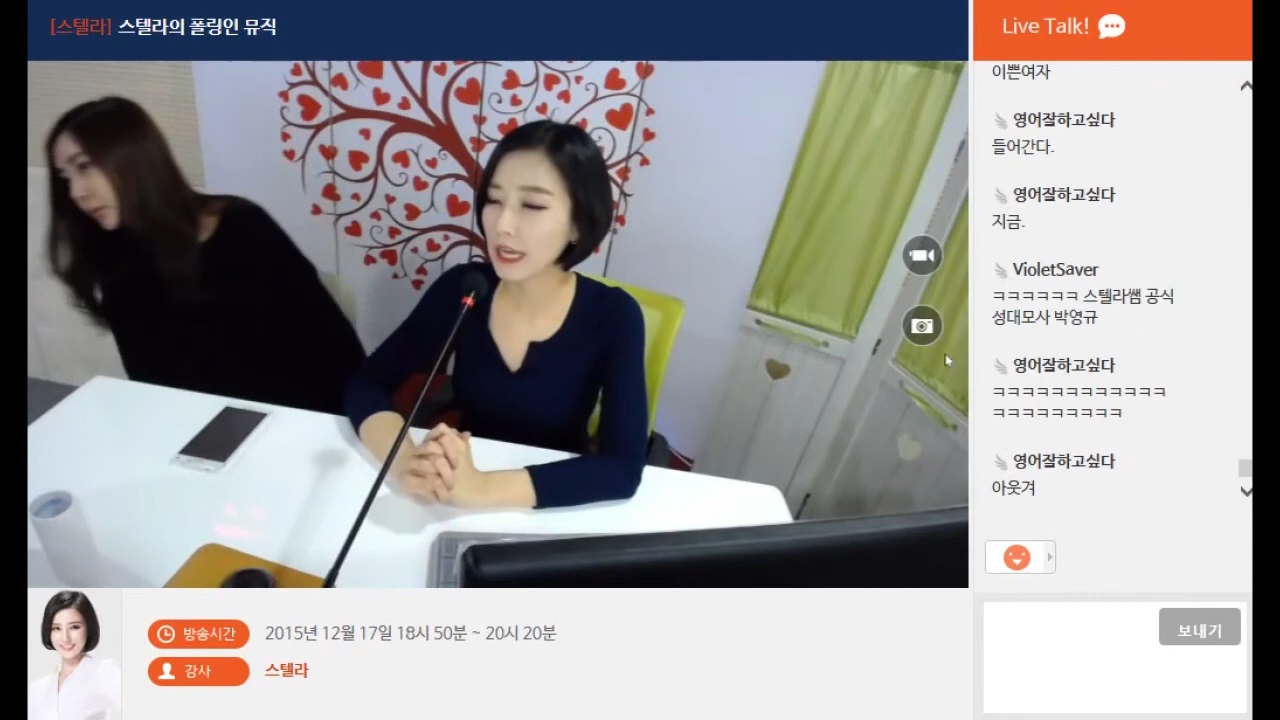 [스텔라] 스텔라의 폴링인 뮤직
Live Talk!
이쁜여자
영어잘하고싶다
들어간다.
영어잘하고싶다
지금.
VioletSaver
ㅋㅋㅋㅋㅋㅋ 스텔라쌤 공식
성대모사 박영규
영어잘하고싶다
ㅋㅋㅋㅋㅋㅋㅋㅋㅋㅋㅋㅋ
ㅋㅋㅋㅋㅋㅋㅋㅋㅋ
영어잘하고싶다
아웃겨
보내기
방송시간 2015년 12월 17일 18시 50분 ~ 20시 20분
강사 스텔라